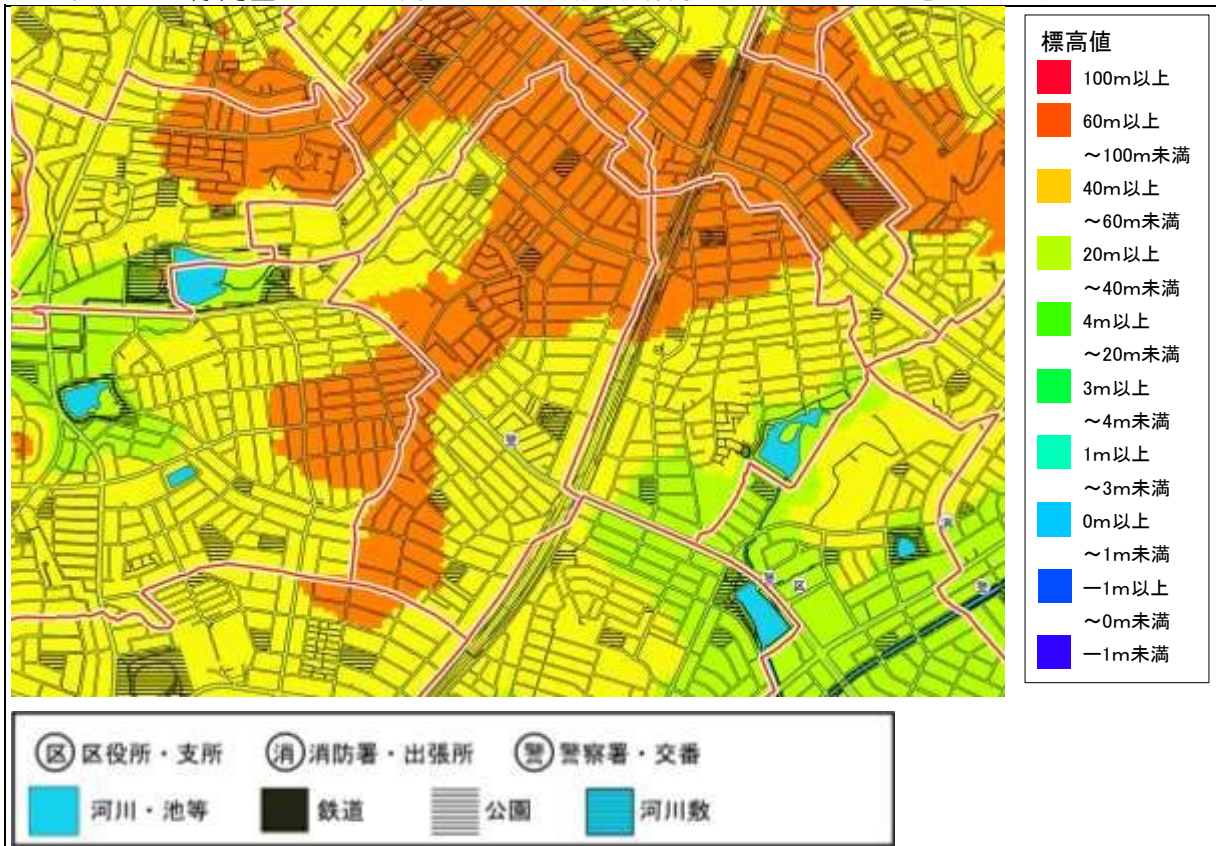 標高値
100m以上
60m以上
～100m未満
40m以上
～60m未満
20m以上
～40m未満
4m以上
～20m未満
3m以上
～4m未満
1m以上
～3m未満
0m以上
～1m未満
－1m以上
～0m未満
－1m未満
警
消
警
区
警
区 区役所・支所 消 消防署・出張所 警 警察署・交番
河川・池等 鉄道 公園 河川敷